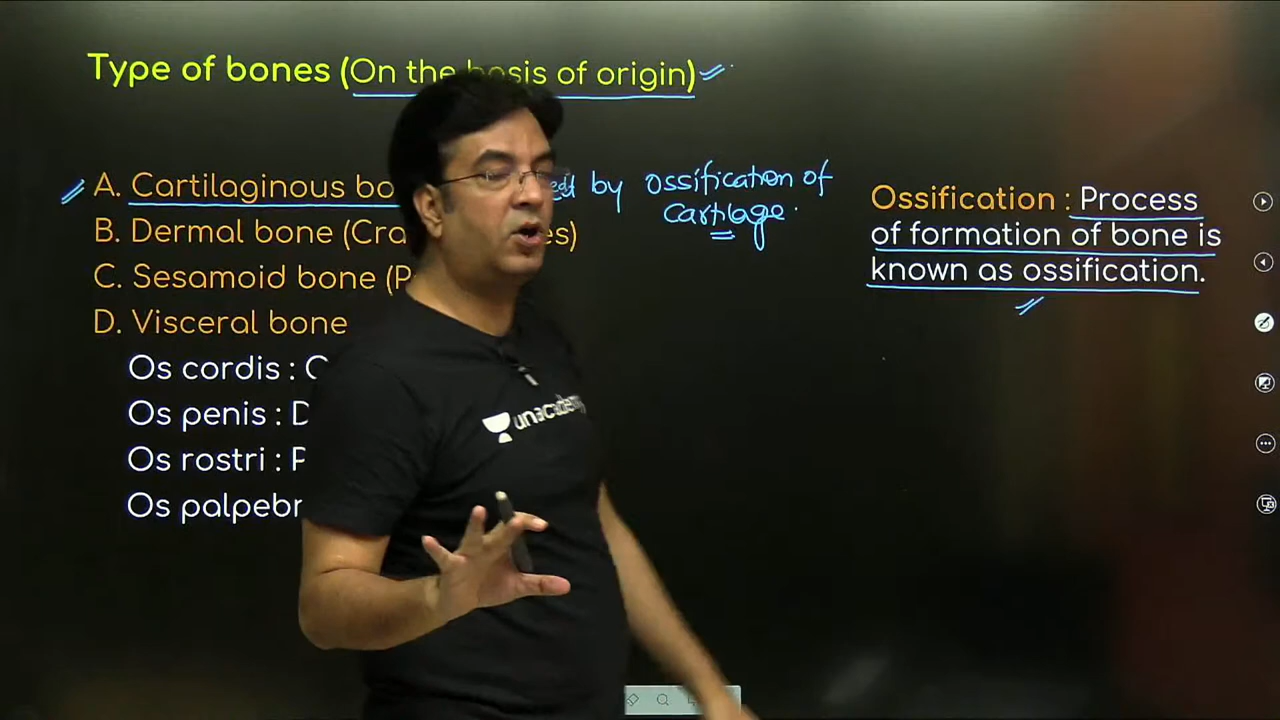 Type of bones (On the basis of origin)
A. Cartilaginous bo
by ossification of
cartilage.
B. Dermal bone (Cra es)
C. Sesamoid bone (P
D. Visceral bone
Os cordis : C
Os penis : D
Os rostri : P
Os palpebr
Ossification : Process
of formation of bone is
known as ossification.
unacademy